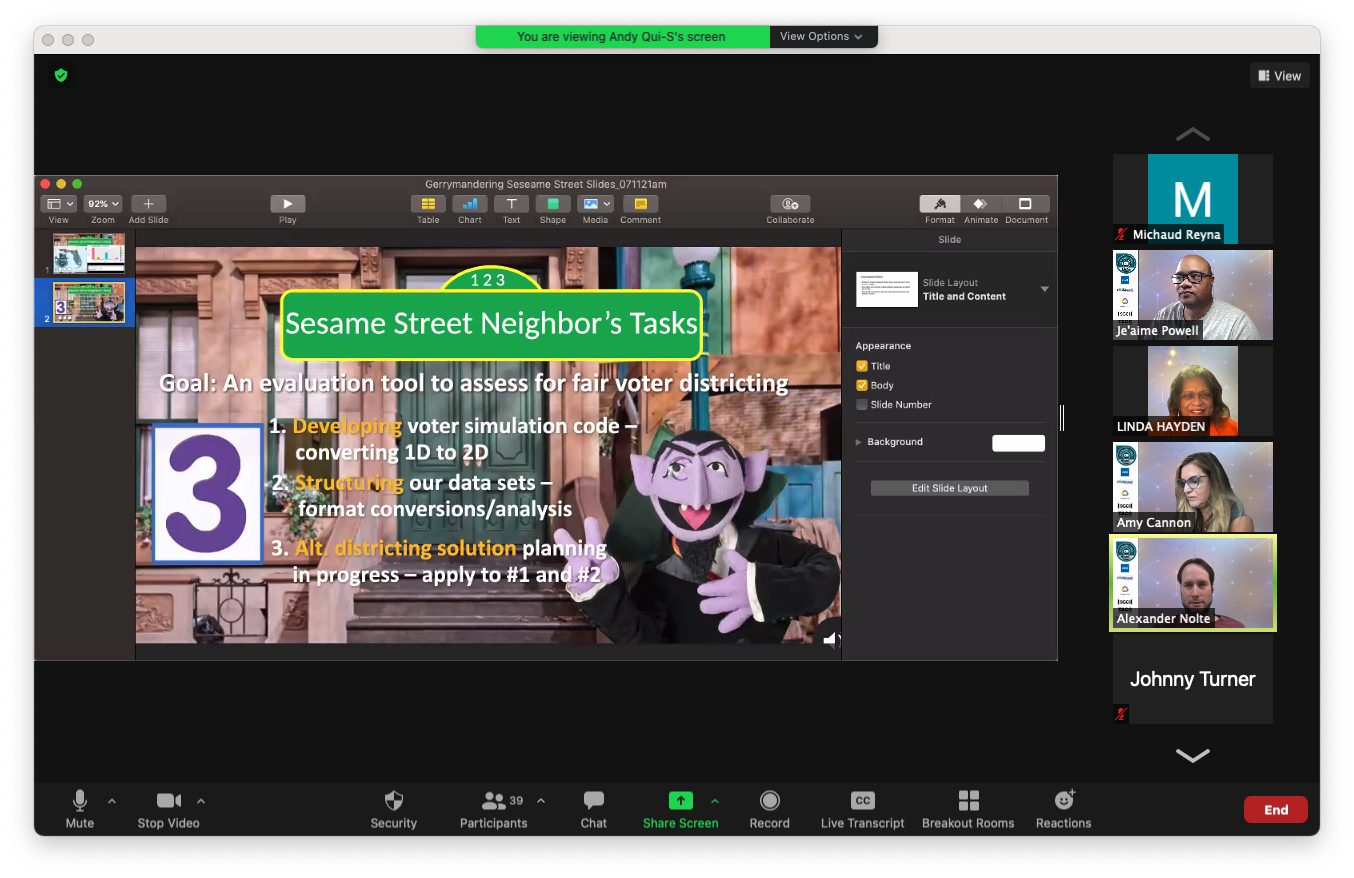 You are viewing Andy Qui-S's screen
View Options
View
Gerrymandering Seseame Street Slides_071121am
92%
View
Zoom
Add Slide
Play
Table
Chart
Text
Shape
Media
Comment
Collaborate
Format
Animate
Document
1
2
3
1 2 3
Sesame Street Neighbor's Tasks
Goal: An evaluation tool to assess for fair voter districting
3
1. Developing voter simulation code –
converting 1D to 2D
2. Structuring our data sets –
format conversions/analysis
3. Alt. districting solution planning
in progress – apply to #1 and #2
Slide
Slide Layout
Title and Content
Appearance
Title
Body
Slide Number
Background
Edit Slide Layout
M
Michaud Reyna
Je'aime Powell
LINDA HAYDEN
Amy Cannon
Alexander Nolte
Johnny Turner
Mute
Stop Video
Security
39
Participants
Chat
Share Screen
Record
CC
Live Transcript
Breakout Rooms
Reactions
End